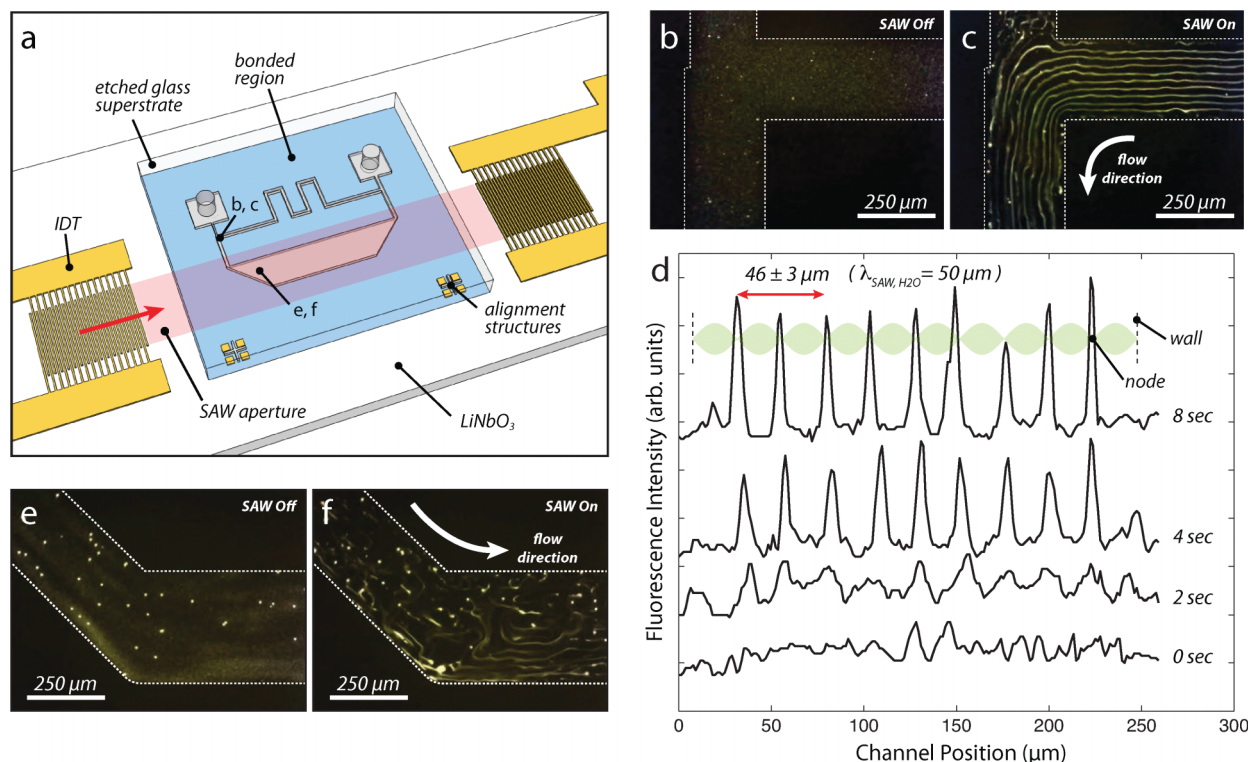 a
etched glass
superstrate
bonded
region
b, c
IDT
e, f
alignment
structures
SAW aperture
LiNbO₃
b
SAW Off
250 µm
c
SAW On
flow
direction
250 µm
d
46 ± 3 µm ( λSAW, H2O = 50 µm )
wall
node
8 sec
4 sec
2 sec
0 sec
Fluorescence Intensity (arb. units)
0 50 100 150 200 250 300
Channel Position (µm)
e
SAW Off
250 µm
f
SAW On
flow
direction
250 µm